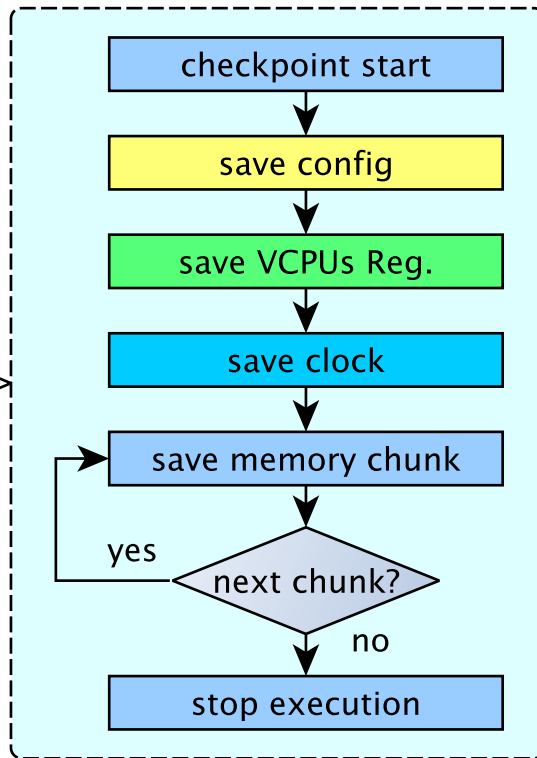 checkpoint start
save config
save VCPUs Reg.
save clock
save memory chunk
yes
next chunk?
no
stop execution